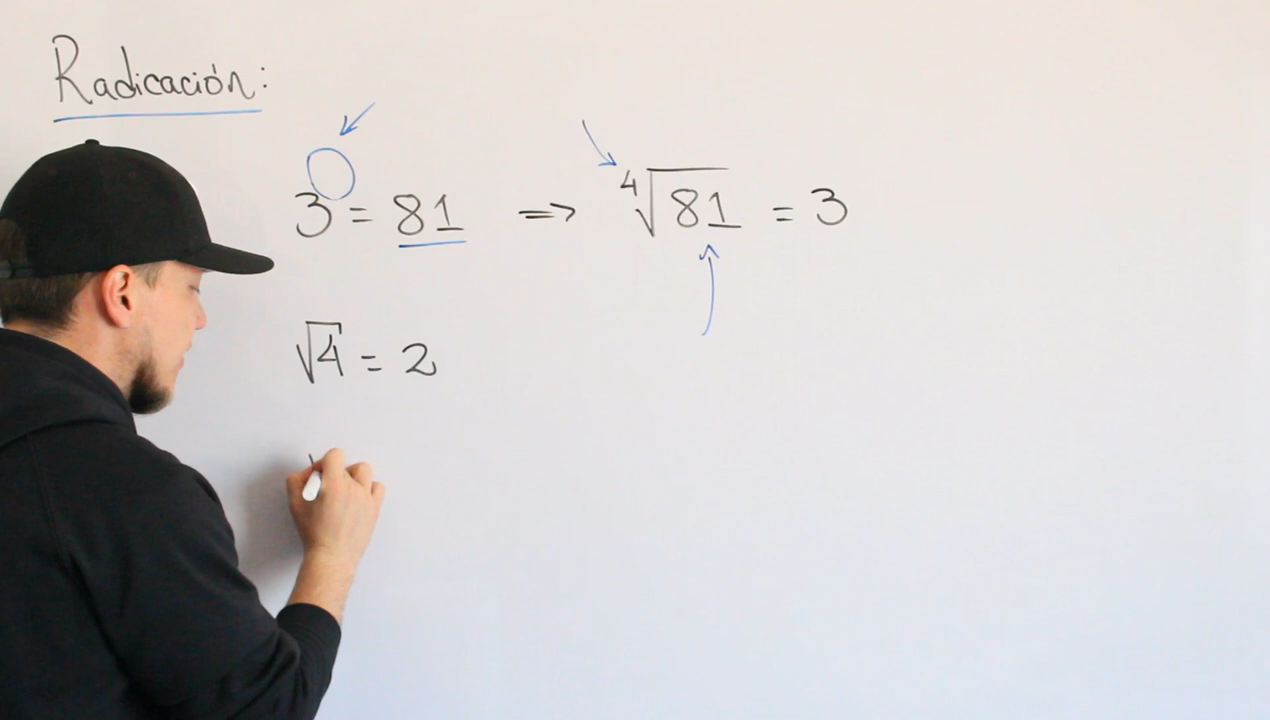 Radicación:
3 = 81 => ⁴√81 = 3
√4 = 2